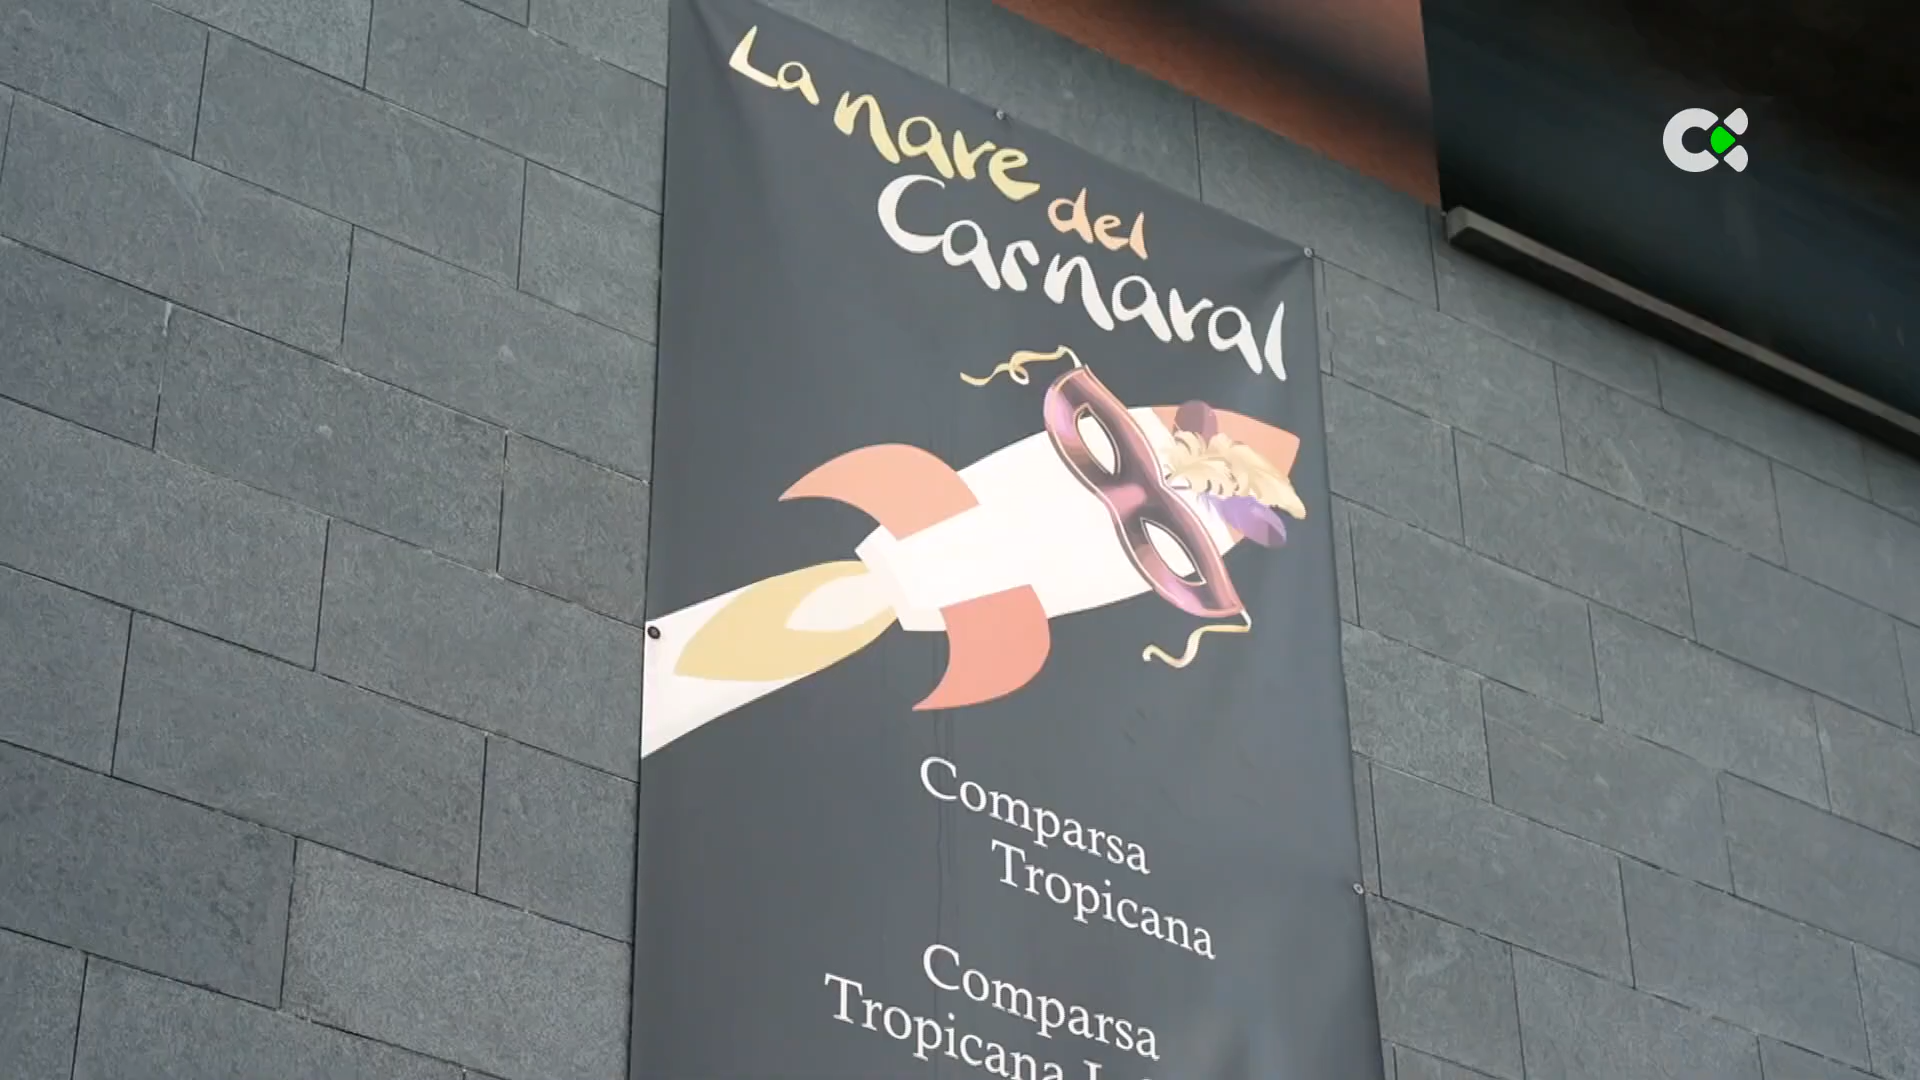 La nave del
Carnaval
Comparsa
Tropicana
Comparsa
Tropicana